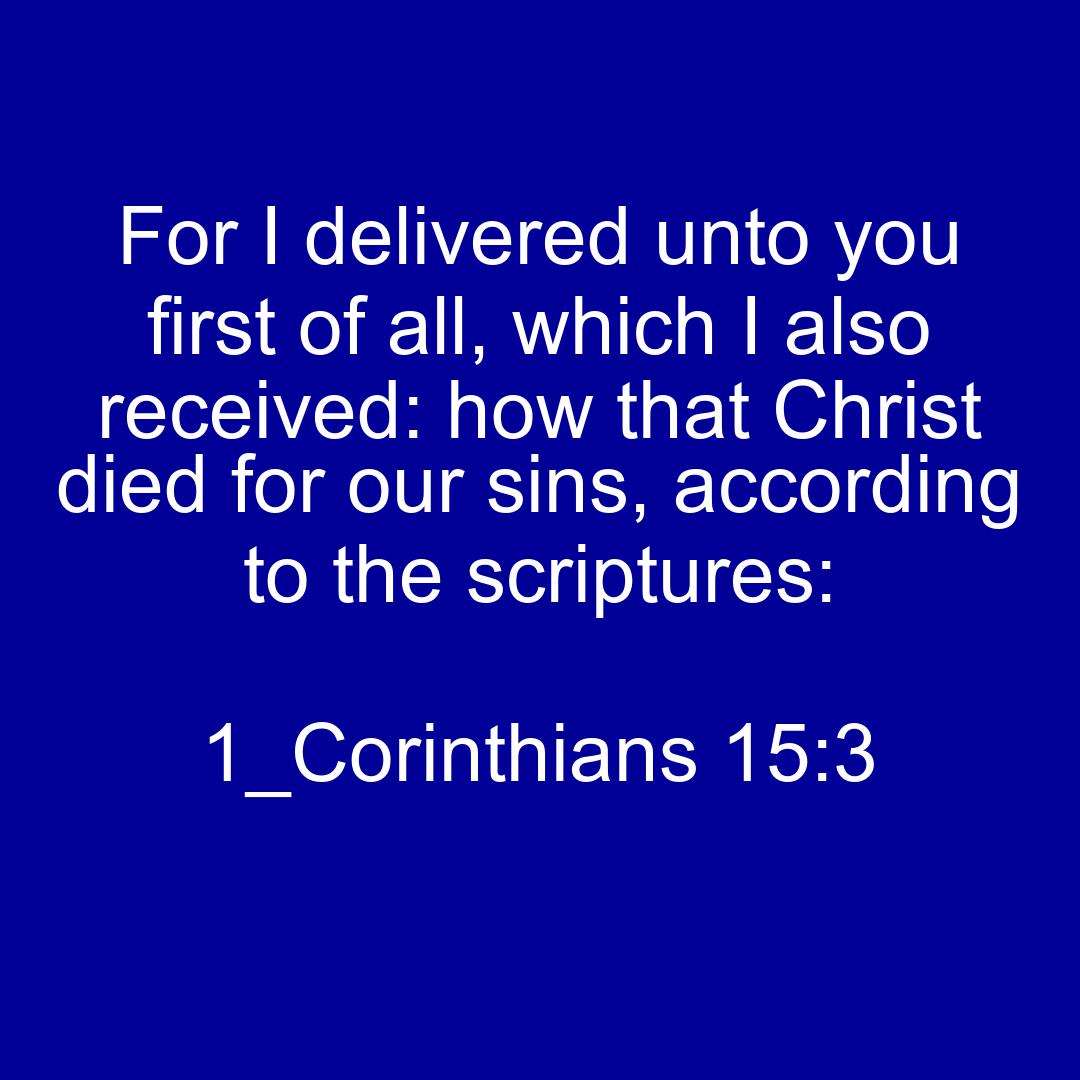 For I delivered unto you
first of all, which I also
received: how that Christ
died for our sins, according
to the scriptures:
1_Corinthians 15:3